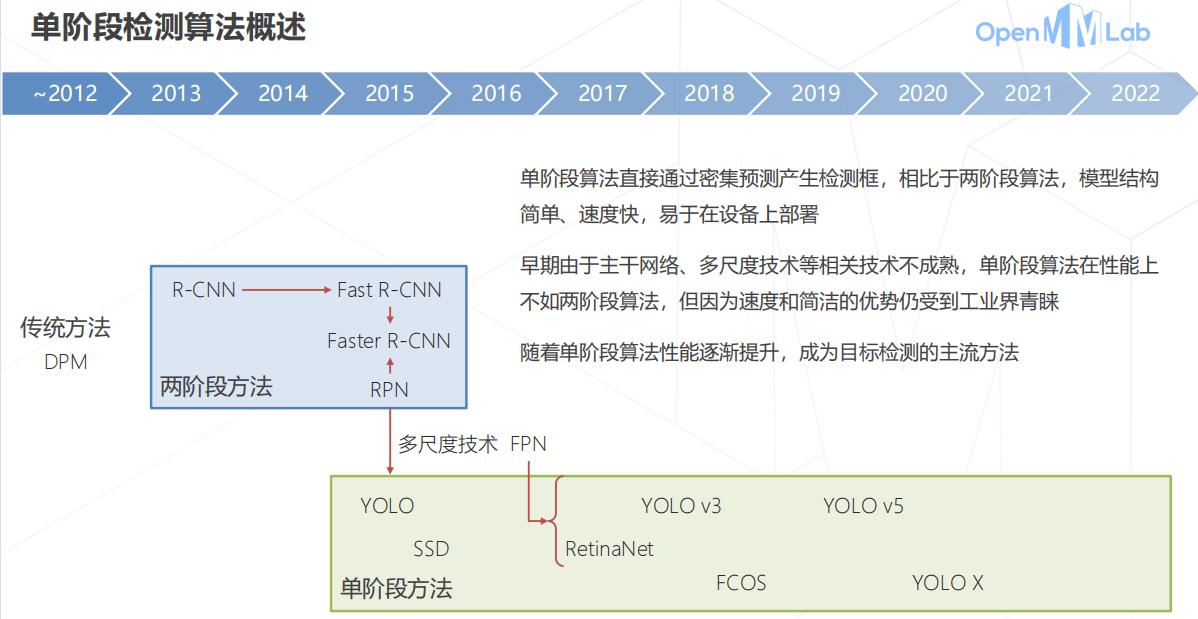 单阶段检测算法概述
OpenMMLab
~2012 2013 2014 2015 2016 2017 2018 2019 2020 2021 2022
单阶段算法直接通过密集预测产生检测框，相比于两阶段算法，模型结构
简单、速度快，易于在设备上部署
早期由于主干网络、多尺度技术等相关技术不成熟，单阶段算法在性能上
不如两阶段算法，但因为速度和简洁的优势仍受到工业界青睐
随着单阶段算法性能逐渐提升，成为目标检测的主流方法
传统方法
DPM
R-CNN Fast R-CNN
Faster R-CNN
两阶段方法 RPN
多尺度技术 FPN
YOLO YOLO v3 YOLO v5
SSD RetinaNet
单阶段方法 FCOS YOLO X